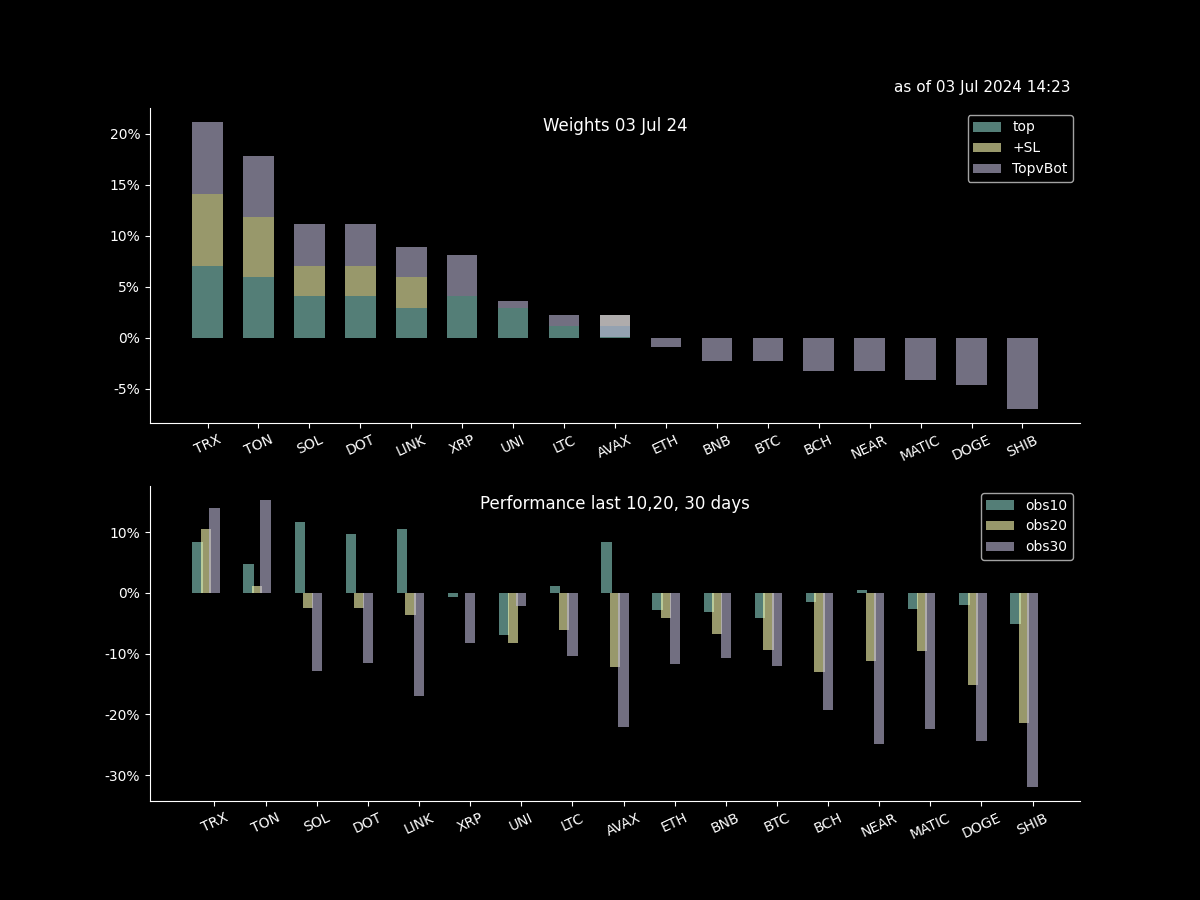 as of 03 Jul 2024 14:23
Weights 03 Jul 24
top
+SL
TopvBot
20%
15%
10%
5%
0%
-5%
TRX TON SOL DOT LINK XRP UNI LTC AVAX ETH BNB BTC BCH NEAR MATIC DOGE SHIB
Performance last 10,20, 30 days
obs10
obs20
obs30
10%
0%
-10%
-20%
-30%
TRX TON SOL DOT LINK XRP UNI LTC AVAX ETH BNB BTC BCH NEAR MATIC DOGE SHIB